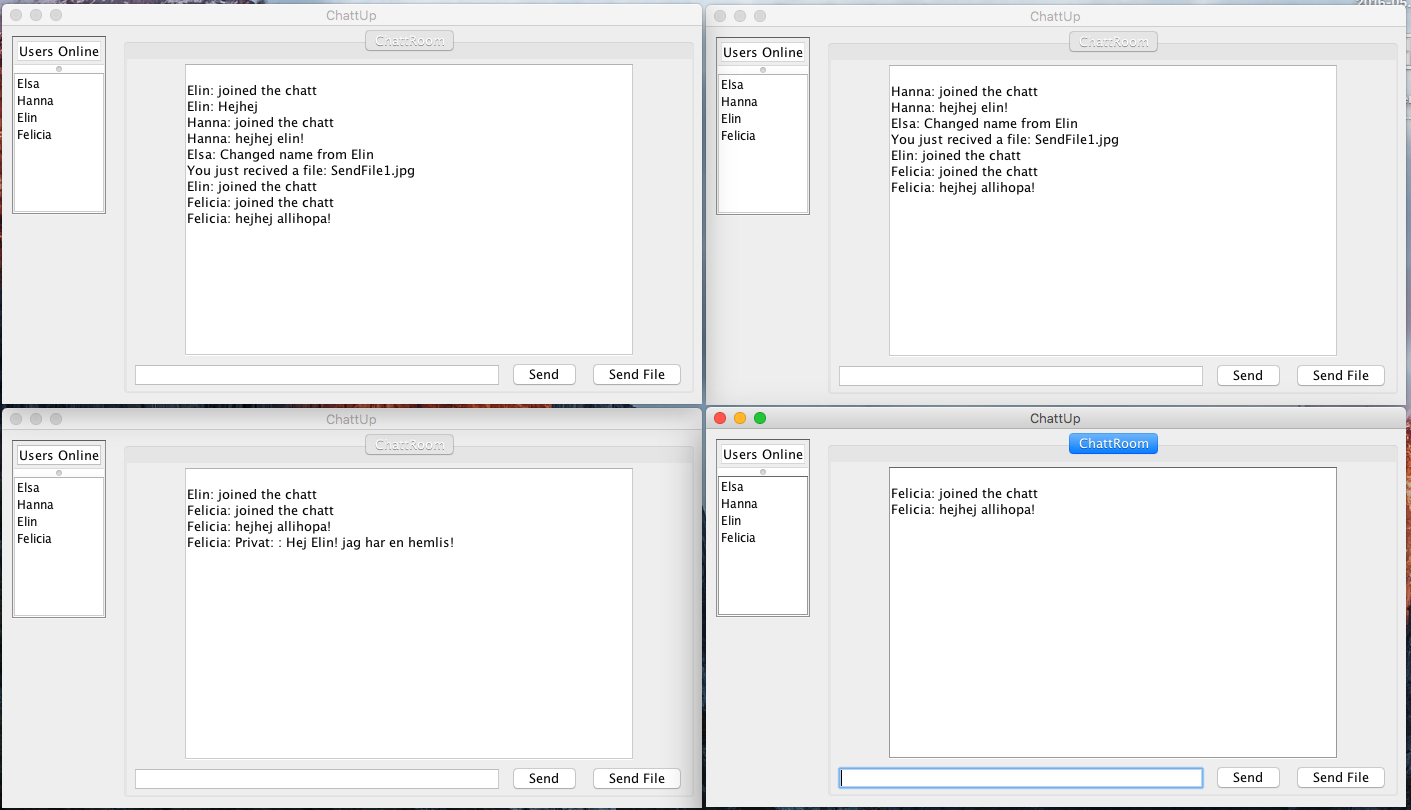 ChattUp
Users Online
Elsa
Hanna
Elin
Felicia
ChattRoom
Elin: joined the chatt
Elin: Hejhej
Hanna: joined the chatt
Hanna: hejhej elin!
Elsa: Changed name from Elin
You just recived a file: SendFile1.jpg
Elin: joined the chatt
Felicia: joined the chatt
Felicia: hejhej allihopa!
Send
Send File
ChattUp
Users Online
Elsa
Hanna
Elin
Felicia
ChattRoom
Hanna: joined the chatt
Hanna: hejhej elin!
Elsa: Changed name from Elin
You just recived a file: SendFile1.jpg
Elin: joined the chatt
Felicia: joined the chatt
Felicia: hejhej allihopa!
Send
Send File
ChattUp
Users Online
Elsa
Hanna
Elin
Felicia
ChattRoom
Elin: joined the chatt
Felicia: joined the chatt
Felicia: hejhej allihopa!
Felicia: Privat: : Hej Elin! jag har en hemlis!
Send
Send File
ChattUp
Users Online
Elsa
Hanna
Elin
Felicia
ChattRoom
Felicia: joined the chatt
Felicia: hejhej allihopa!
Send
Send File